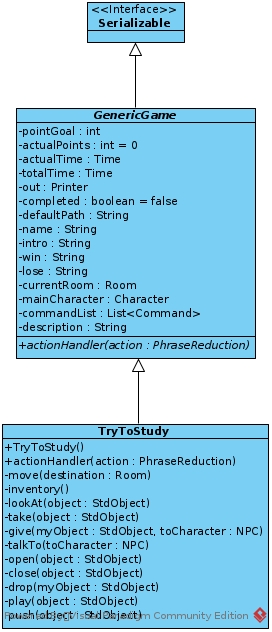 <<Interface>>
Serializable
GenericGame
-pointGoal : int
-actualPoints : int = 0
-actualTime : Time
-totalTime : Time
-out : Printer
-completed : boolean = false
-defaultPath : String
-name : String
-intro : String
-win : String
-lose : String
-currentRoom : Room
-mainCharacter : Character
-commandList : List<Command>
-description : String
+actionHandler(action : PhraseReduction)
TryToStudy
+TryToStudy()
+actionHandler(action : PhraseReduction)
-move(destination : Room)
-inventory()
-lookAt(object : StdObject)
-take(object : StdObject)
-give(myObject : StdObject, toCharacter : NPC)
-talkTo(toCharacter : NPC)
-open(object : StdObject)
-close(object : StdObject)
-drop(myObject : StdObject)
-play(object : StdObject)
-push(object : StdObject)
Visual Paradigm Community Edition